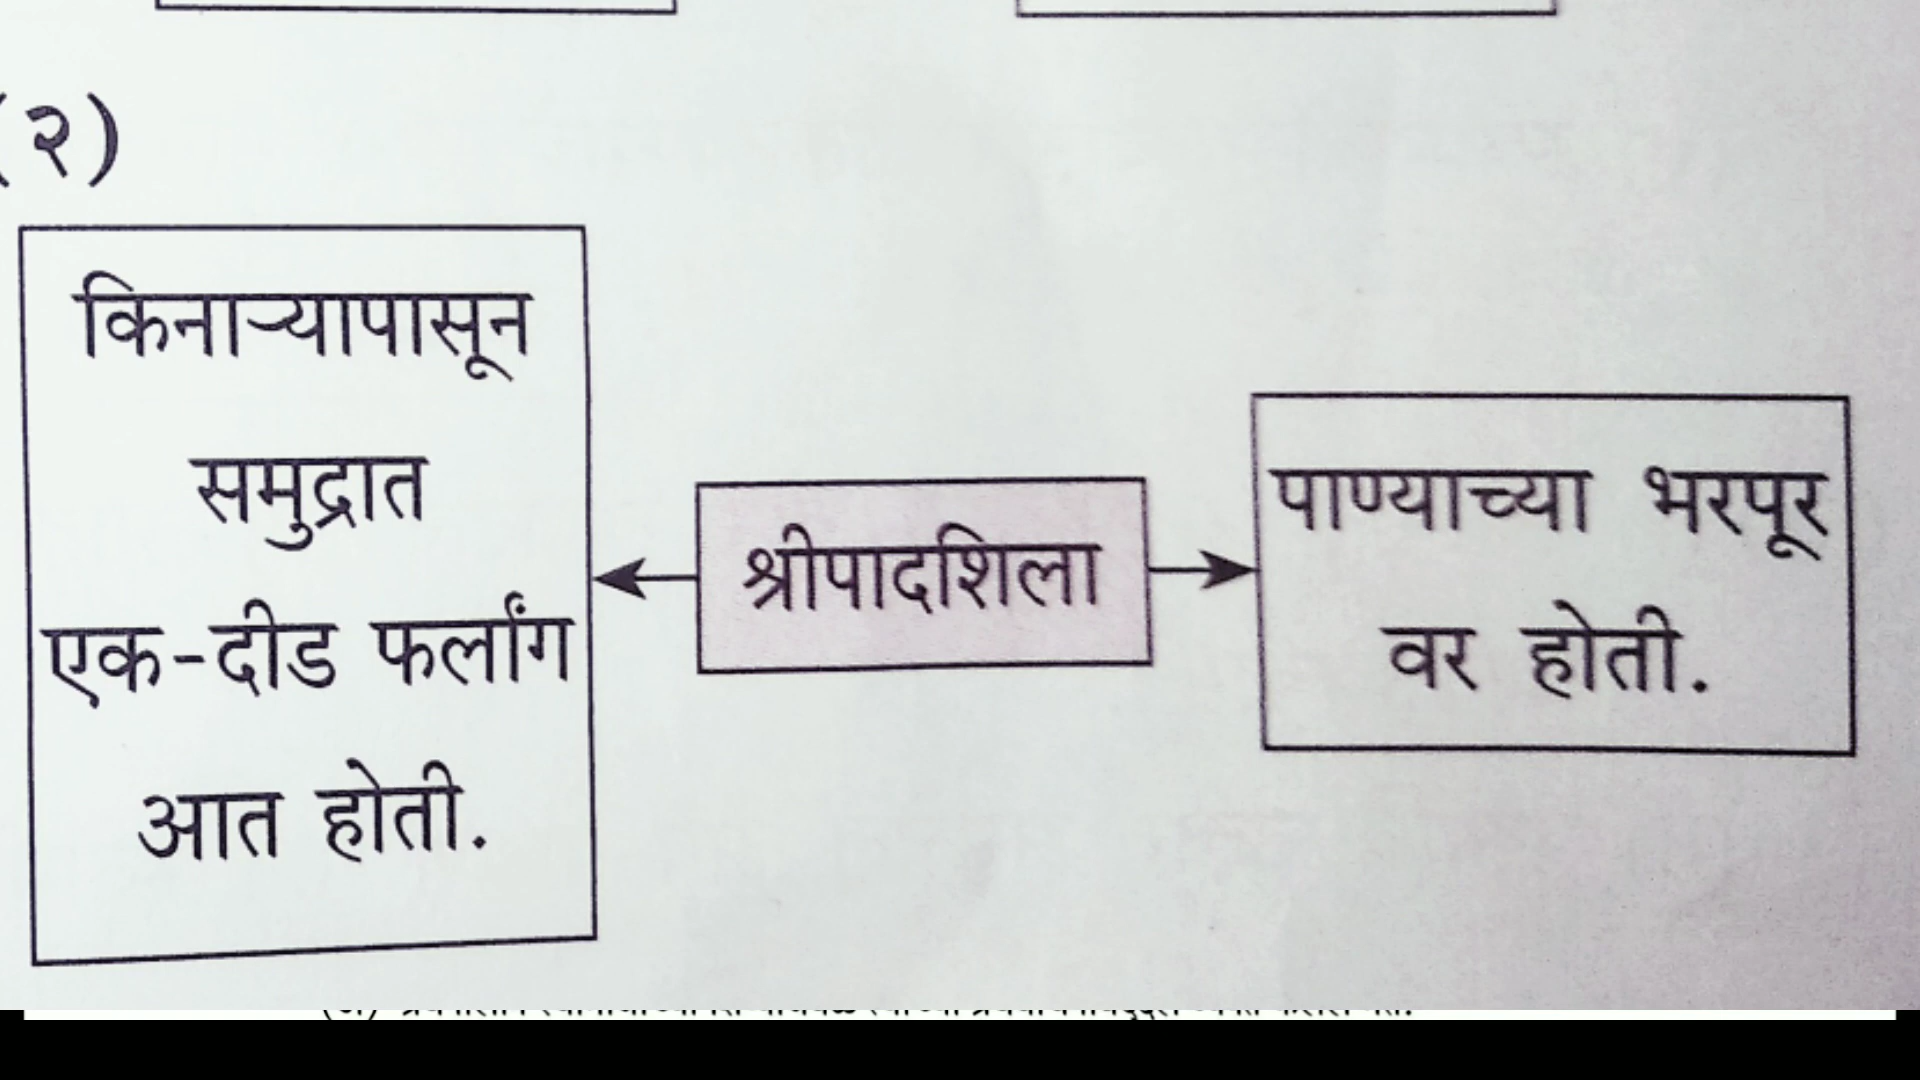 (२)
किनाऱ्यापासून
समुद्रात
एक-दीड फर्लांग
आत होती.
श्रीपादशिला
पाण्याच्या भरपूर
वर होती.